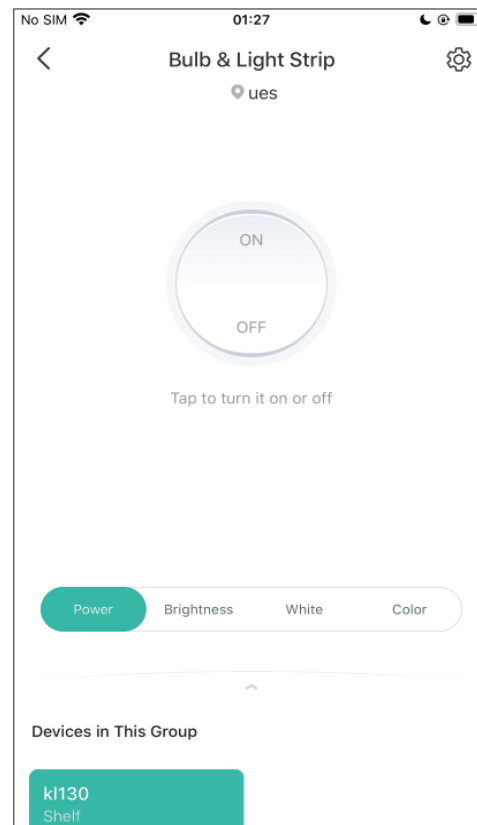 No SIM 01:27
Bulb & Light Strip
ues
ON
OFF
Tap to turn it on or off
Power Brightness White Color
Devices in This Group
kl130
Shelf